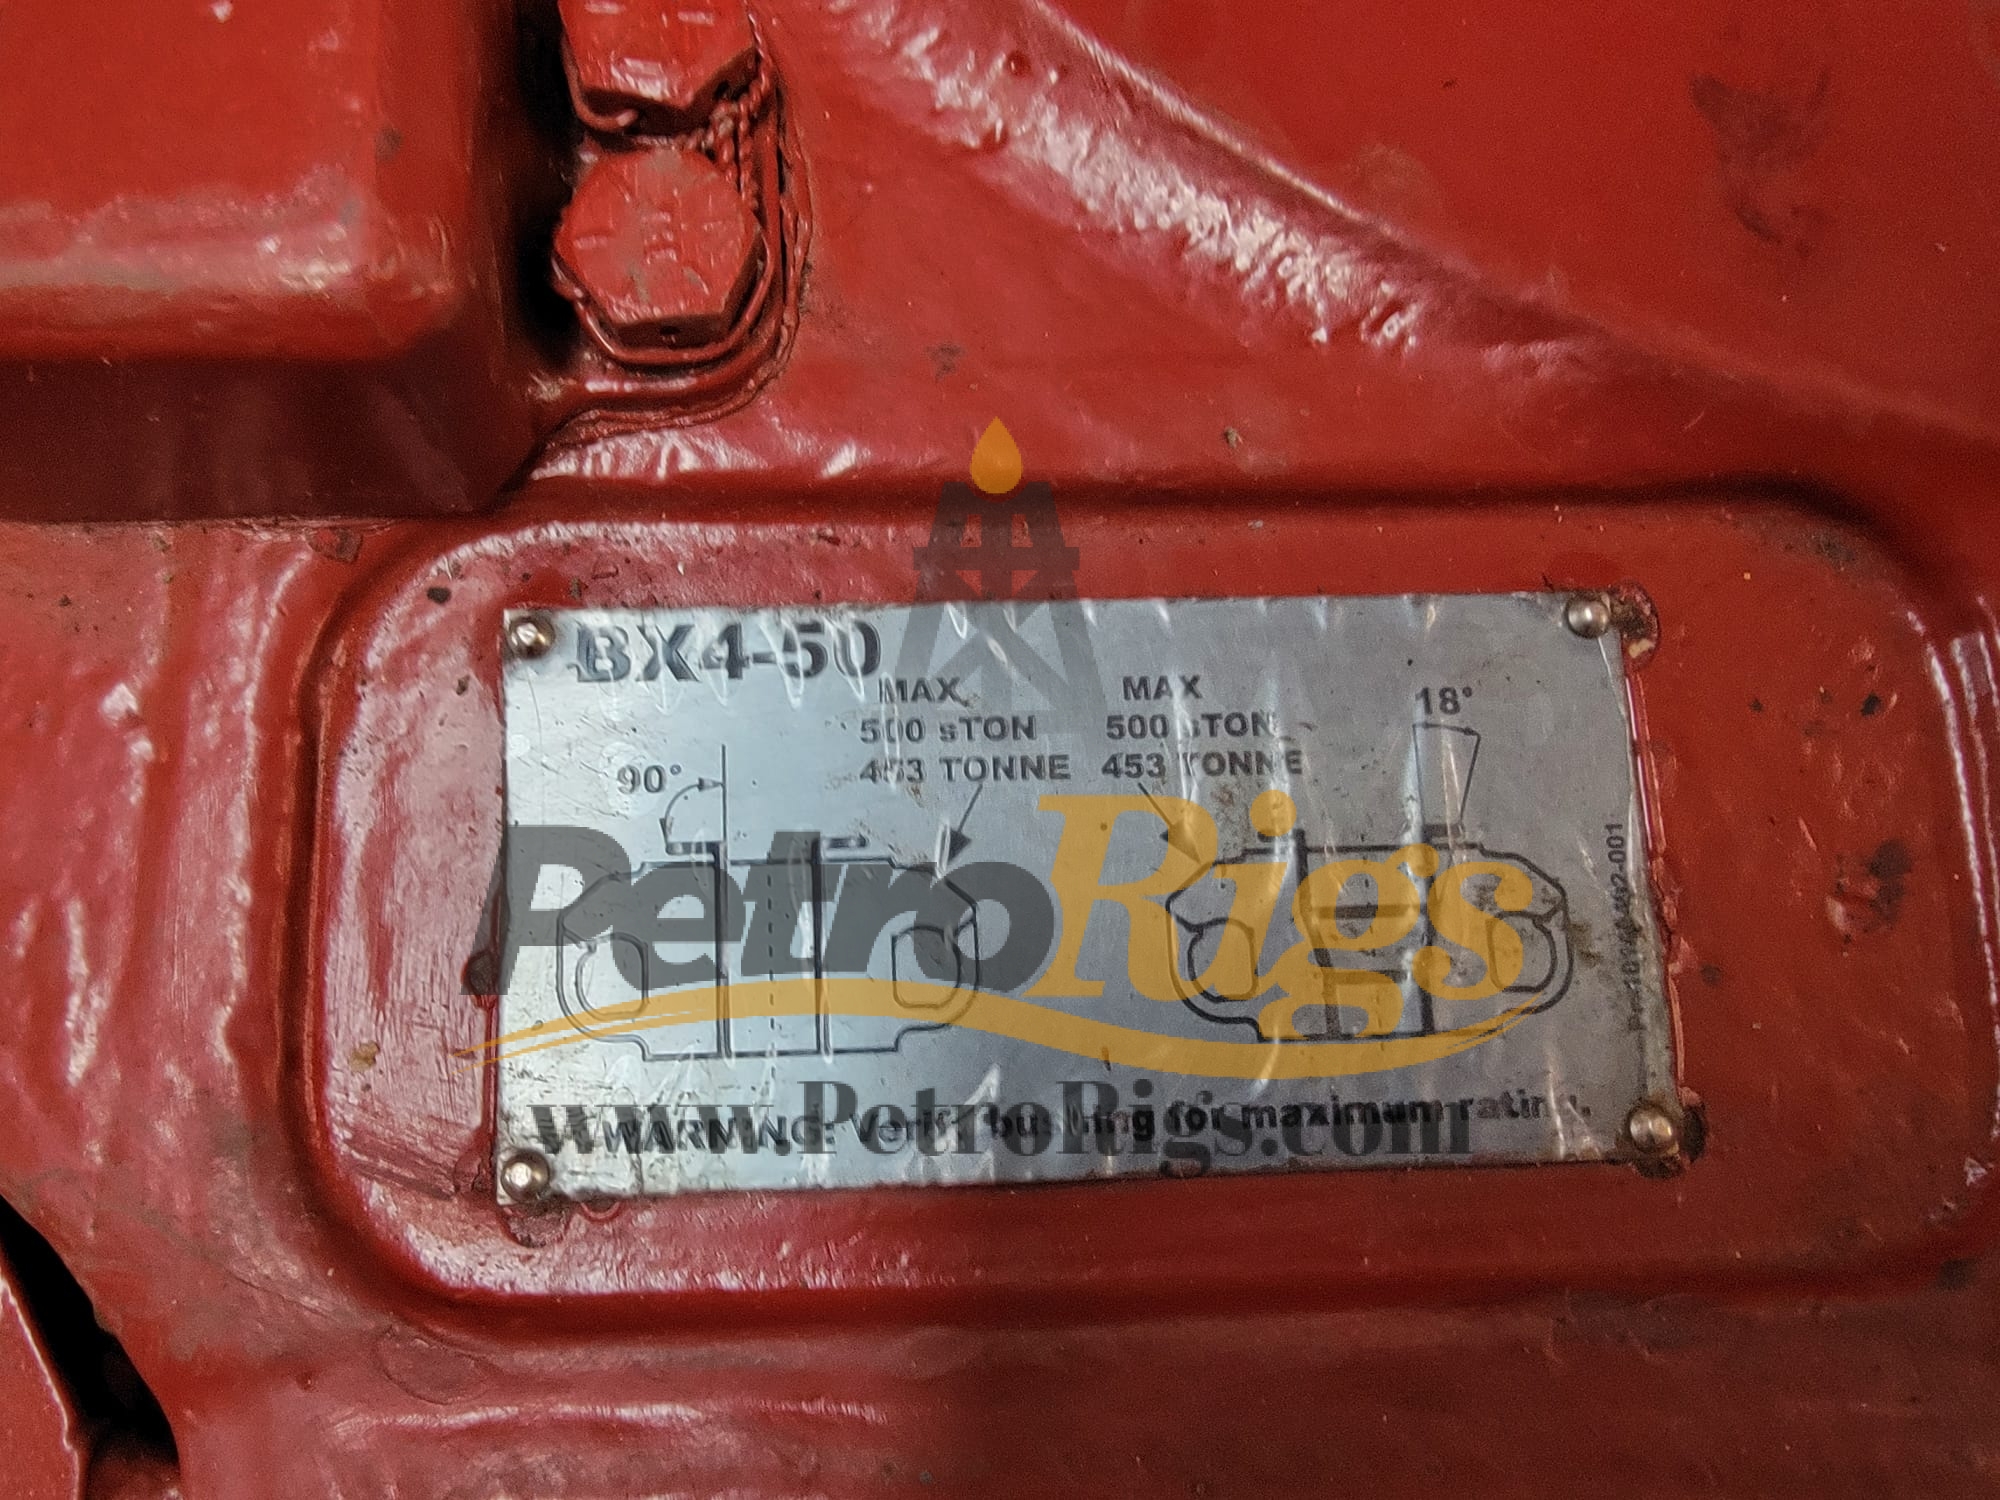 BX4-50
MAX
500 sTON
453 TONNE
MAX
500 sTON
453 TONNE
90°
18°
PetroRigs
www.PetroRigs.com
WARNING: Verify bushing for maximum rating.